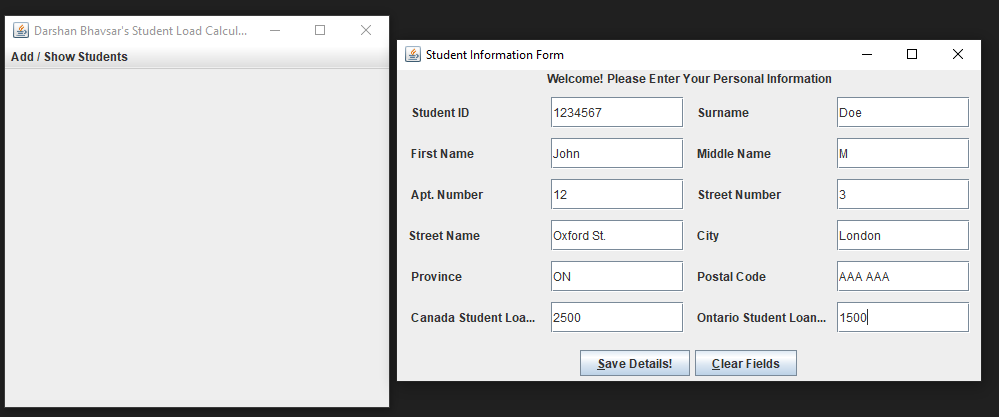 Darshan Bhavsar's Student Load Calcul...
Add / Show Students
Student Information Form
Welcome! Please Enter Your Personal Information
Student ID 1234567 Surname Doe
First Name John Middle Name M
Apt. Number 12 Street Number 3
Street Name Oxford St. City London
Province ON Postal Code AAA AAA
Canada Student Loa... 2500 Ontario Student Loan... 1500
Save Details! Clear Fields